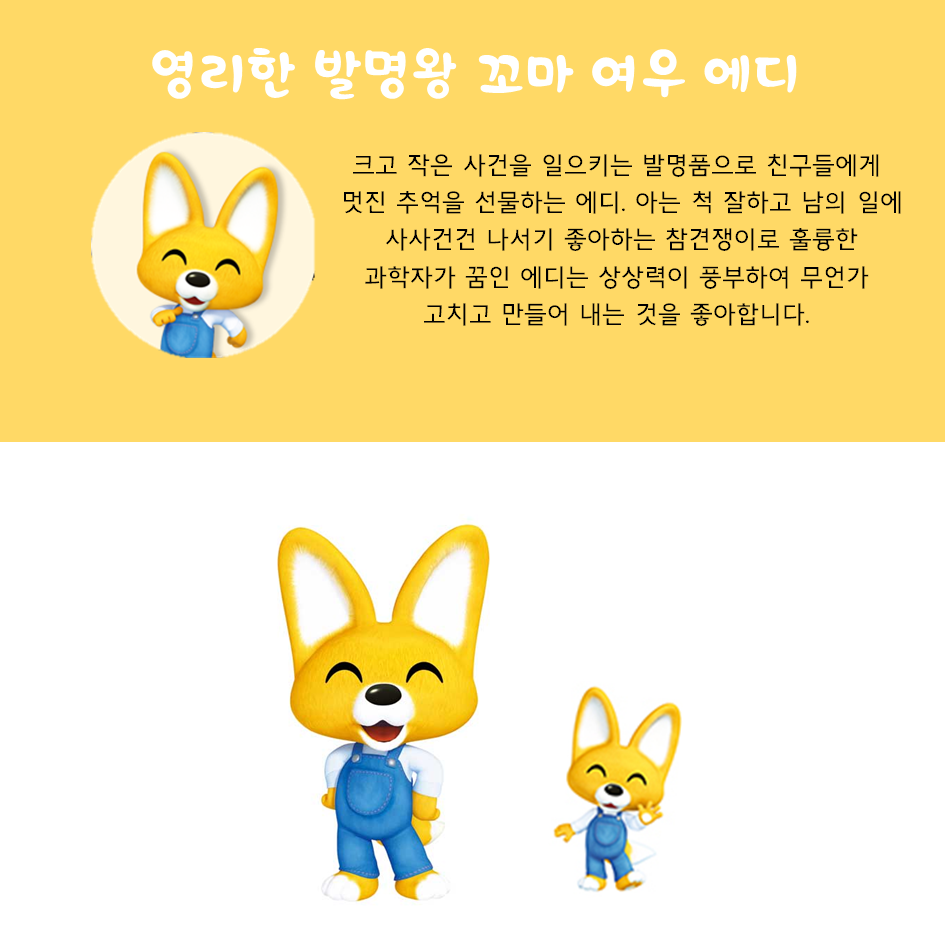 영리한 발명왕 꼬마 여우 에디
크고 작은 사건을 일으키는 발명품으로 친구들에게
멋진 추억을 선물하는 에디. 아는 척 잘하고 남의 일에
사사건건 나서기 좋아하는 참견쟁이로 훌륭한
과학자가 꿈인 에디는 상상력이 풍부하여 무언가
고치고 만들어 내는 것을 좋아합니다.